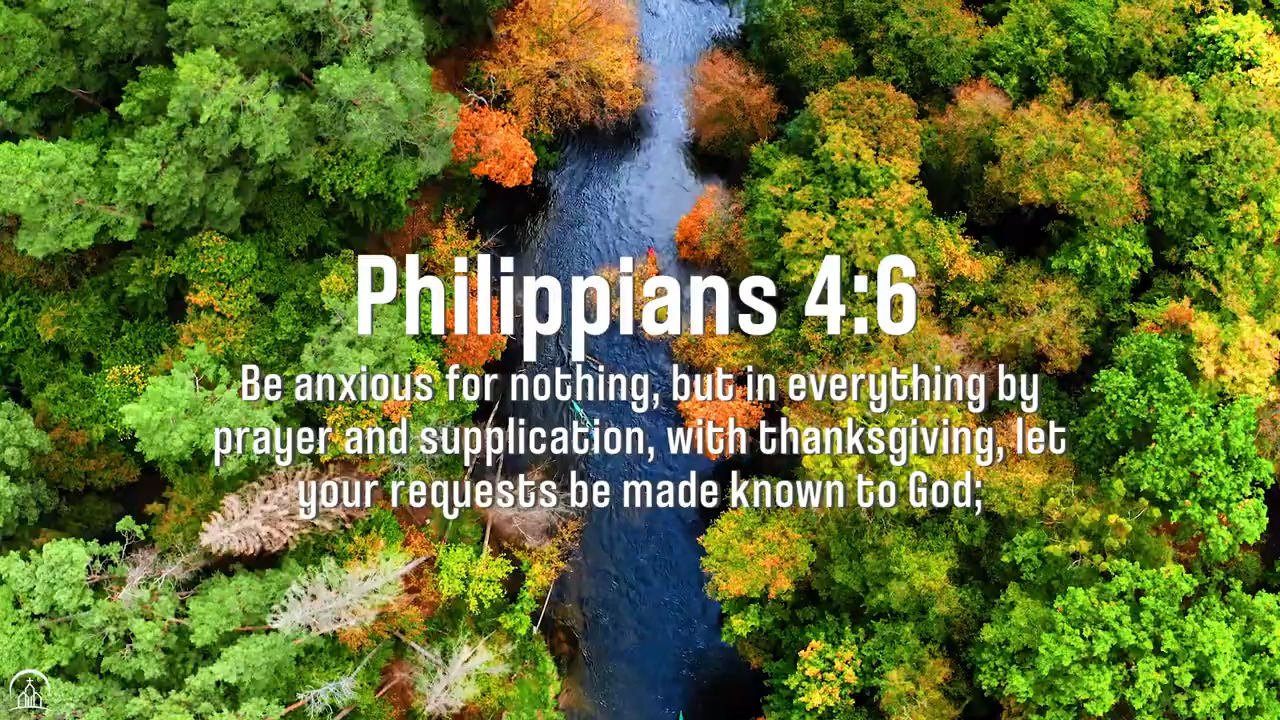 Philippians 4:6
Be anxious for nothing, but in everything by
prayer and supplication, with thanksgiving, let
your requests be made known to God;